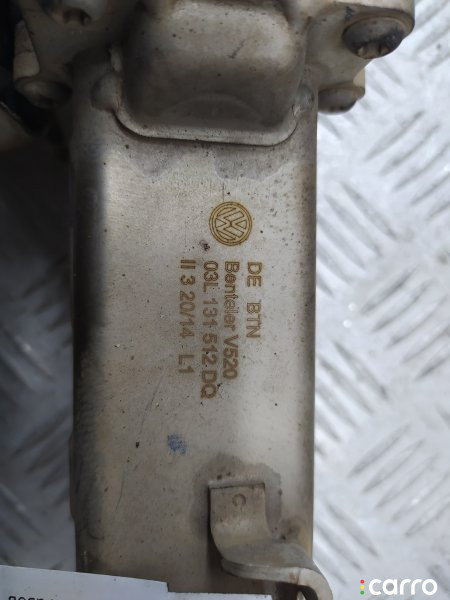 DE BTN
Benteler V520
03L 131 512 DQ
II 3 20/14 L1
C
carro